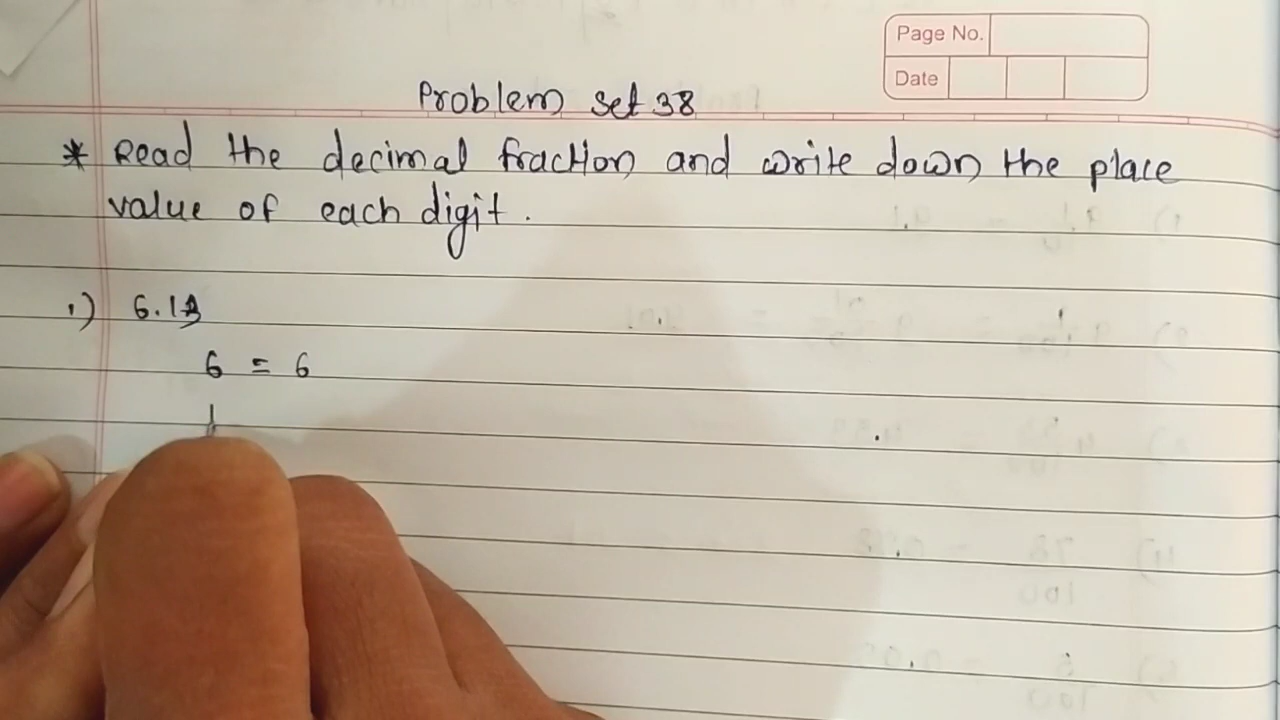 Page No.
Date
Problem set 38
* Read the decimal fraction and write down the place
value of each digit.
1) 6.13
6 = 6
1